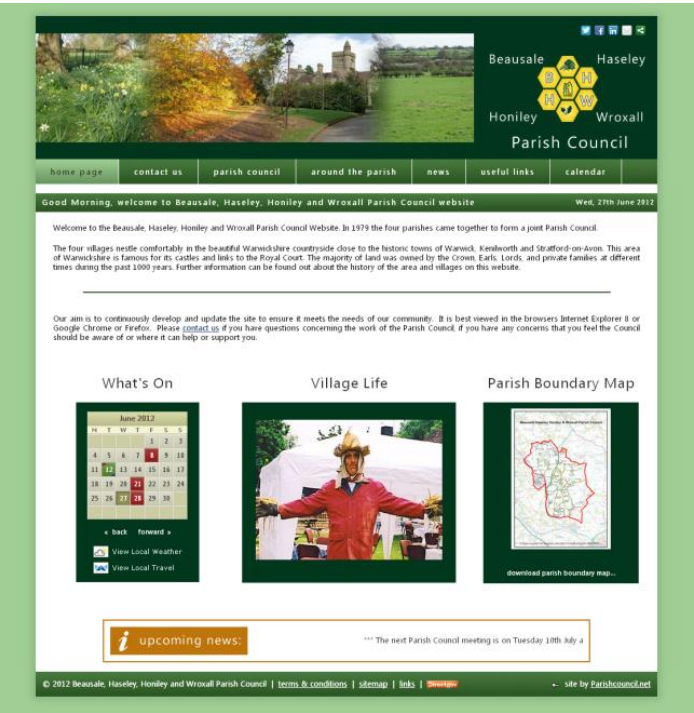 Beausale Haseley
B H
H W
Honiley Wroxall
Parish Council
home page contact us parish council around the parish news useful links calendar
Good Morning, welcome to Beausale, Haseley, Honiley and Wroxall Parish Council website Wed, 27th June 2012
Welcome to the Beausale, Haseley, Honiley and Wroxall Parish Council Website. In 1979 the four parishes came together to form a joint Parish Council.
The four villages nestle comfortably in the beautiful Warwickshire countryside close to the historic towns of Warwick, Kenilworth and Stratford-on-Avon. This area
of Warwickshire is famous for its castles and links to the Royal Court. The majority of land was owned by the Crown, Earls, Lords, and private families at different
times during the past 1000 years. Further information can be found out about the history of the area and villages on this website.
Our aim is to continuously develop and update the site to ensure it meets the needs of our community. It is best viewed in the browsers Internet Explorer 8 or
Google Chrome or Firefox. Please contact us if you have questions concerning the work of the Parish Council, if you have any concerns that you feel the Council
should be aware of or where it can help or support you.
What's On Village Life Parish Boundary Map
June 2012
M T W T F S S
1 2 3
4 5 6 7 8 9 10
11 12 13 14 15 16 17
18 19 20 21 22 23 24
25 26 27 28 29 30
« back forward »
View Local Weather
View Local Travel
download parish boundary map...
i upcoming news: *** The next Parish Council meeting is on Tuesday 10th July a
© 2012 Beausale, Haseley, Honiley and Wroxall Parish Council | terms & conditions | sitemap | links | Directgov site by Parishcouncil.net